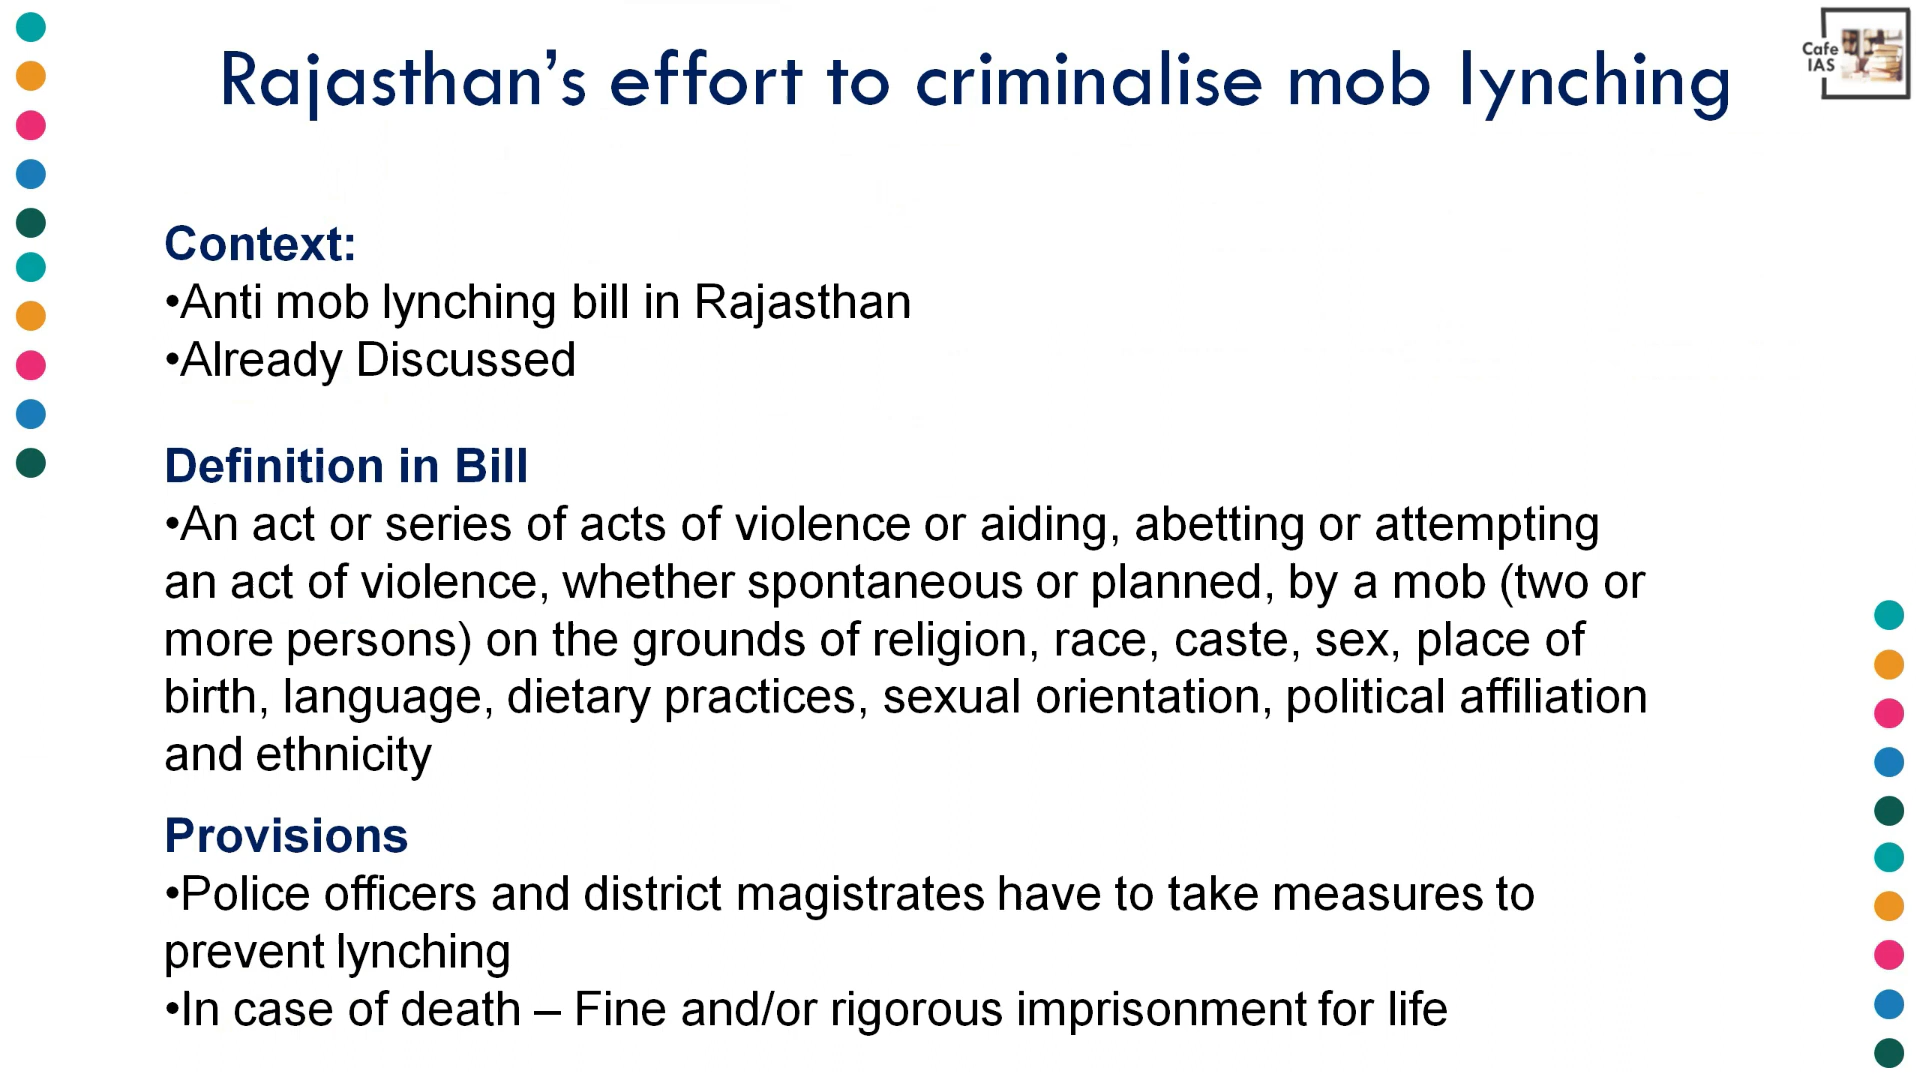 Rajasthan’s effort to criminalise mob lynching
Cafe
IAS
Context:
•Anti mob lynching bill in Rajasthan
•Already Discussed
Definition in Bill
•An act or series of acts of violence or aiding, abetting or attempting
an act of violence, whether spontaneous or planned, by a mob (two or
more persons) on the grounds of religion, race, caste, sex, place of
birth, language, dietary practices, sexual orientation, political affiliation
and ethnicity
Provisions
•Police officers and district magistrates have to take measures to
prevent lynching
•In case of death – Fine and/or rigorous imprisonment for life